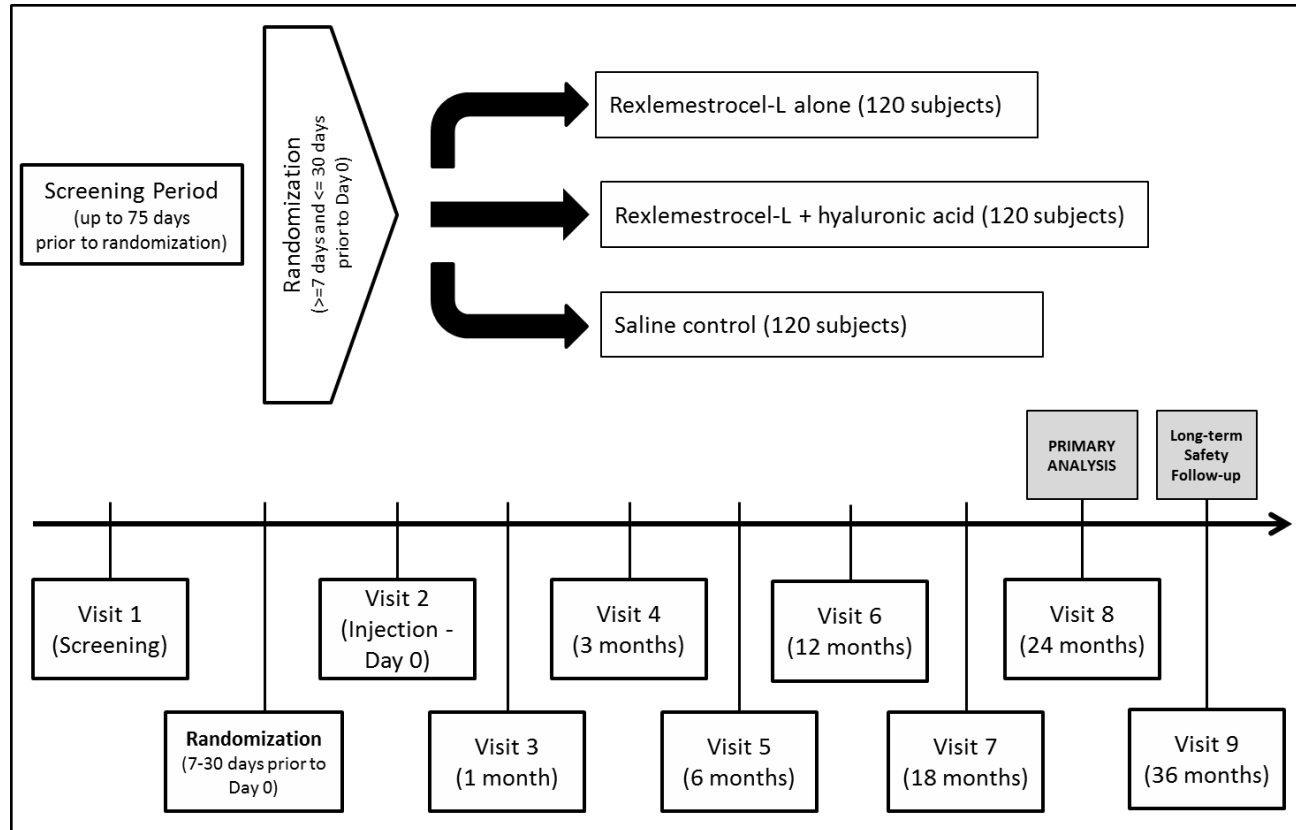 Screening Period
(up to 75 days
prior to randomization)
Randomization
(>=7 days and <= 30 days
prior to Day 0)
Rexlemestrocel-L alone (120 subjects)
Rexlemestrocel-L + hyaluronic acid (120 subjects)
Saline control (120 subjects)
PRIMARY
ANALYSIS
Long-term
Safety
Follow-up
Visit 1
(Screening)
Randomization
(7-30 days prior to
Day 0)
Visit 2
(Injection -
Day 0)
Visit 3
(1 month)
Visit 4
(3 months)
Visit 5
(6 months)
Visit 6
(12 months)
Visit 7
(18 months)
Visit 8
(24 months)
Visit 9
(36 months)